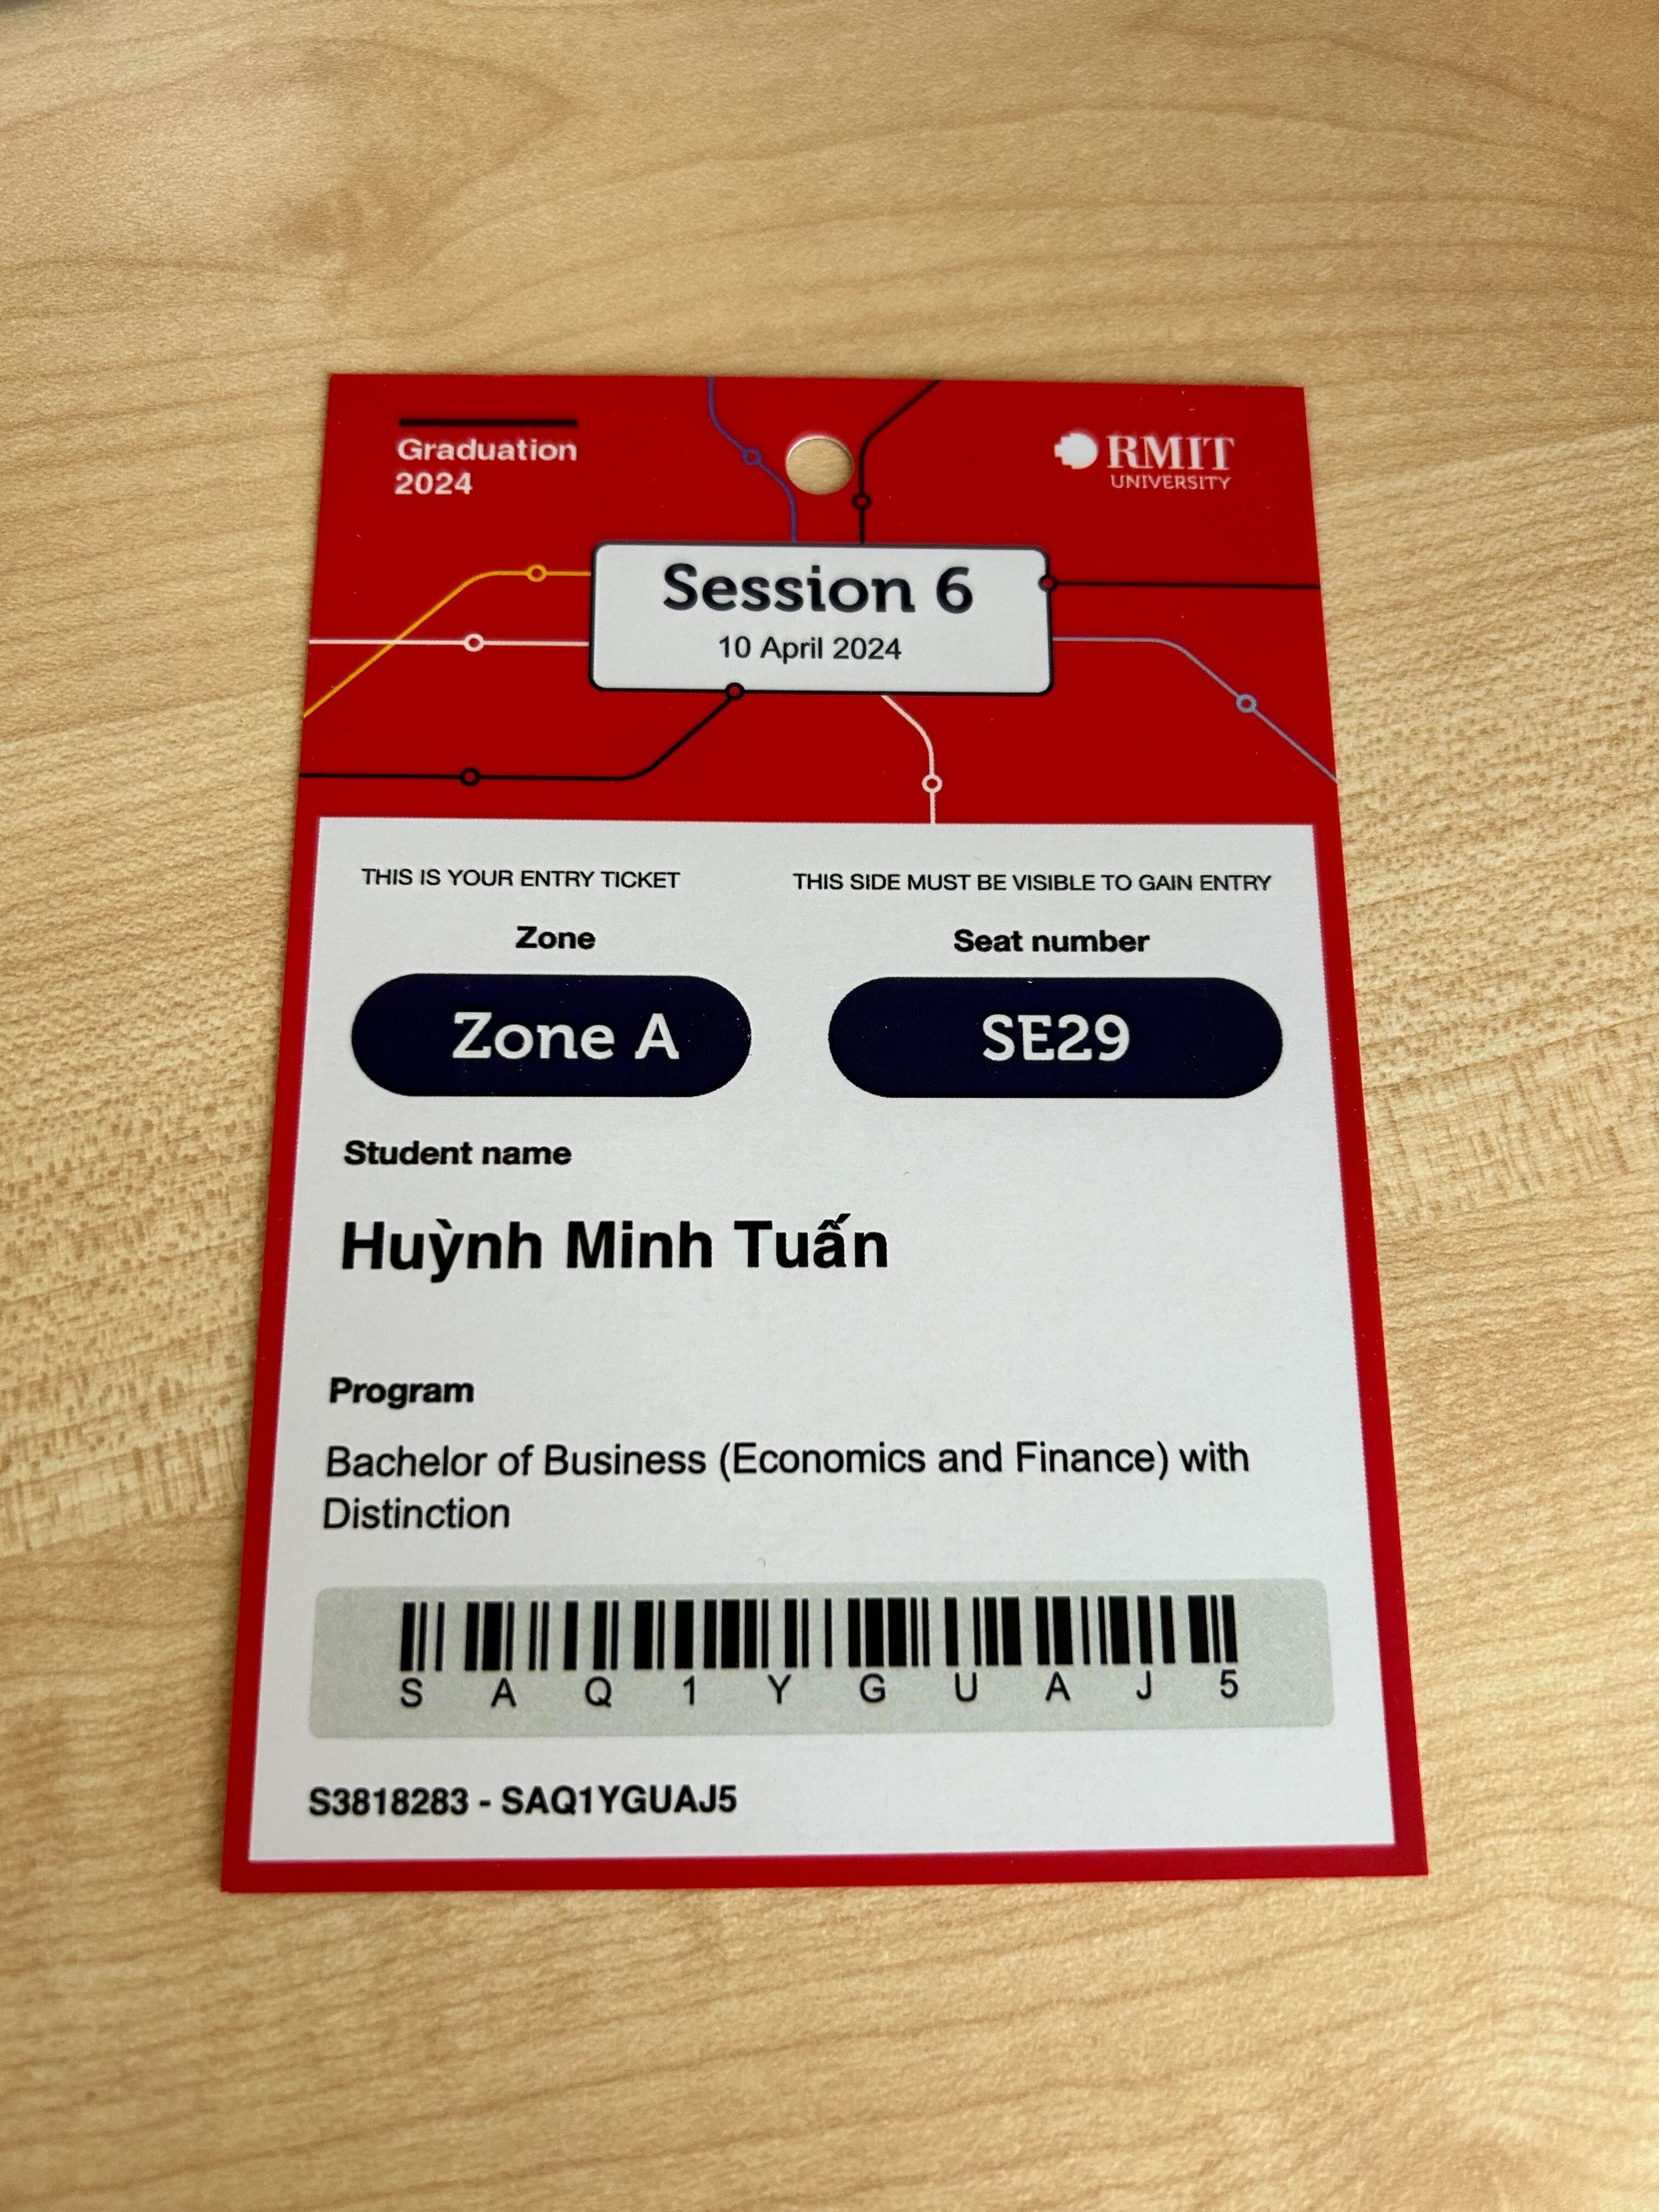 Graduation
2024
RMIT
UNIVERSITY
Session 6
10 April 2024
THIS IS YOUR ENTRY TICKET
THIS SIDE MUST BE VISIBLE TO GAIN ENTRY
Zone
Seat number
Zone A
SE29
Student name
Huỳnh Minh Tuấn
Program
Bachelor of Business (Economics and Finance) with
Distinction
S A Q 1 Y G U A J 5
S3818283 - SAQ1YGUAJ5